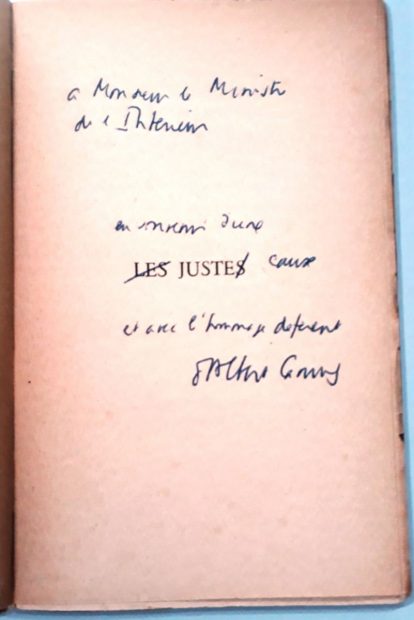 à Monsieur le Ministre
de l'Intérieur
en souvenir d'une
LES JUSTES cause
et avec l'hommage déférent
d'Albert Camus